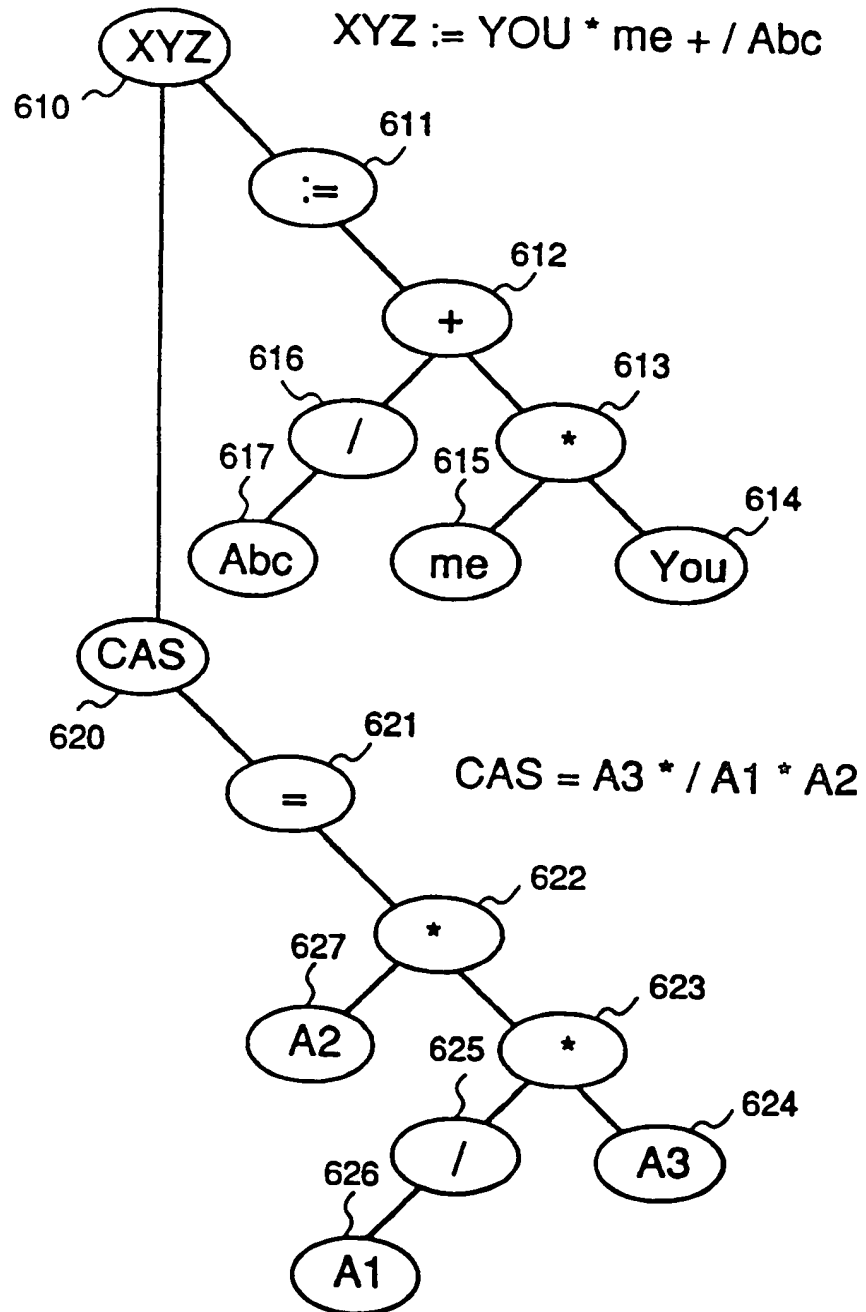 XYZ
XYZ := YOU * me + / Abc
610
611
:=
612
+
616
613
/
*
617
615
614
Abc
me
You
CAS
620
621
=
CAS = A3 * / A1 * A2
622
*
627
623
A2
625
*
624
/
A3
626
A1